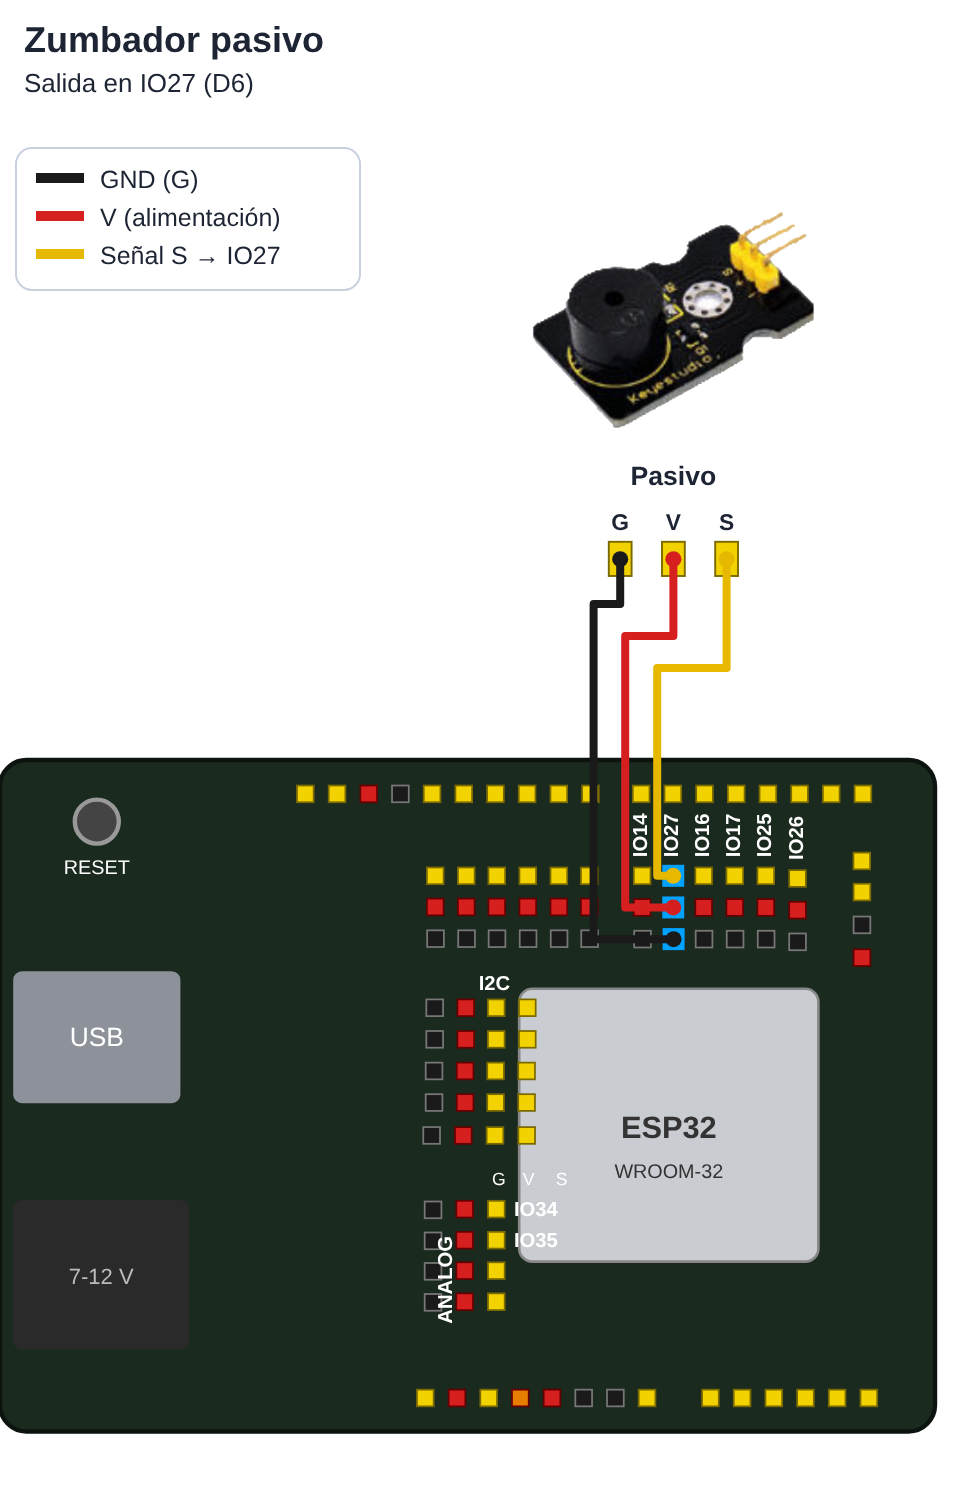 Zumbador pasivo
Salida en IO27 (D6)
GND (G)
V (alimentación)
Señal S → IO27
Keyestudio
Pasivo
G V S
IO14 IO27 IO16 IO17 IO25 IO26
RESET
I2C
USB
ESP32
WROOM-32
G V S
IO34
IO35
ANALOG
7-12 V